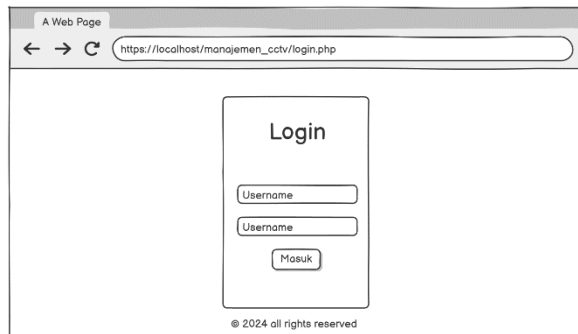 A Web Page
https://localhost/manajemen_cctv/login.php
Login
Username
Username
Masuk
© 2024 all rights reserved